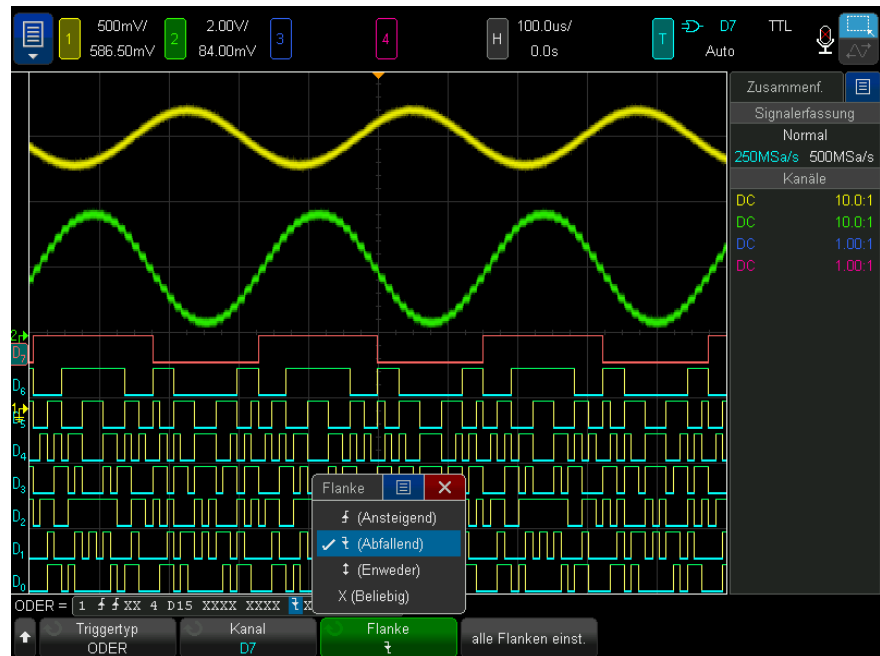 1 500mV/ 2 2.00V/ 3 4 H 100.0us/ T D7 TTL
586.50mV 84.00mV 0.0s Auto
Zusammenf.
Signalerfassung
Normal
250MSa/s 500MSa/s
Kanäle
DC 10.0:1
DC 10.0:1
DC 1.00:1
DC 1.00:1
2
D7
D6
D5
D4
D3
D2
D1
D0
Flanke
(Ansteigend)
(Abfallend)
(Enweder)
X (Beliebig)
ODER = 1 XX 4 D15 XXXX XXXX
Triggertyp
ODER
Kanal
D7
Flanke
alle Flanken einst.